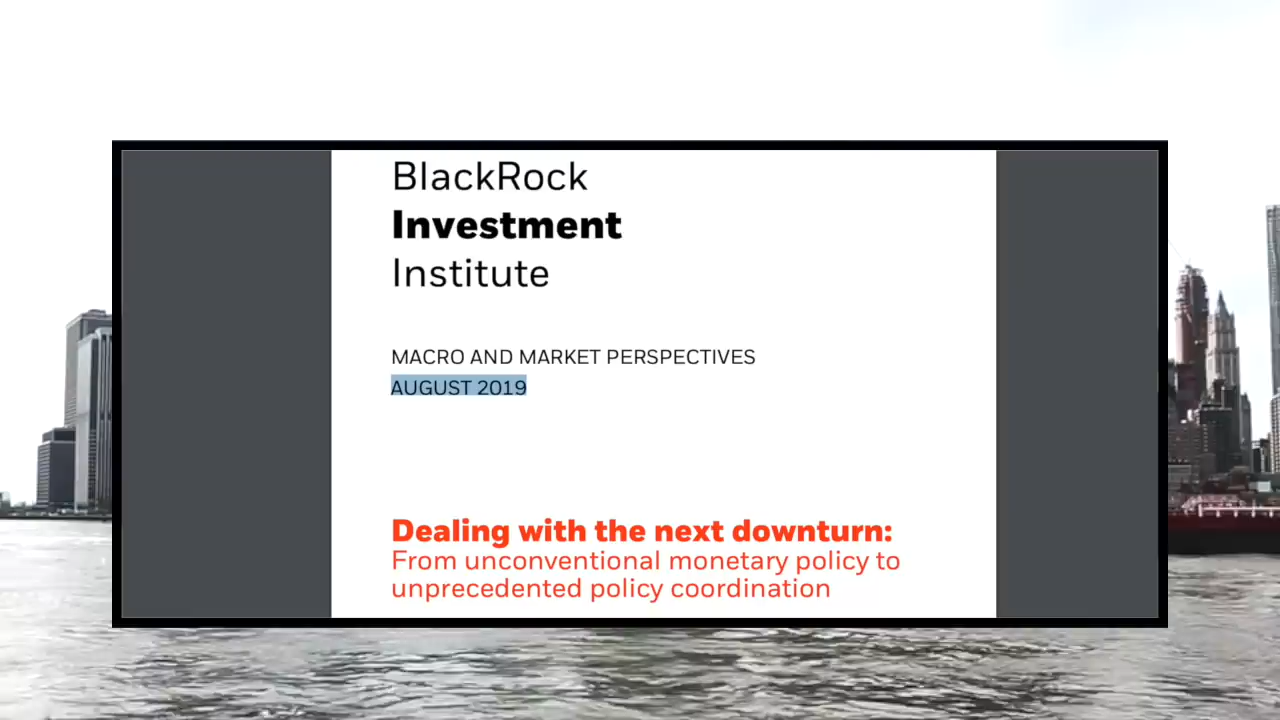 BlackRock
Investment
Institute
MACRO AND MARKET PERSPECTIVES
AUGUST 2019
Dealing with the next downturn:
From unconventional monetary policy to
unprecedented policy coordination